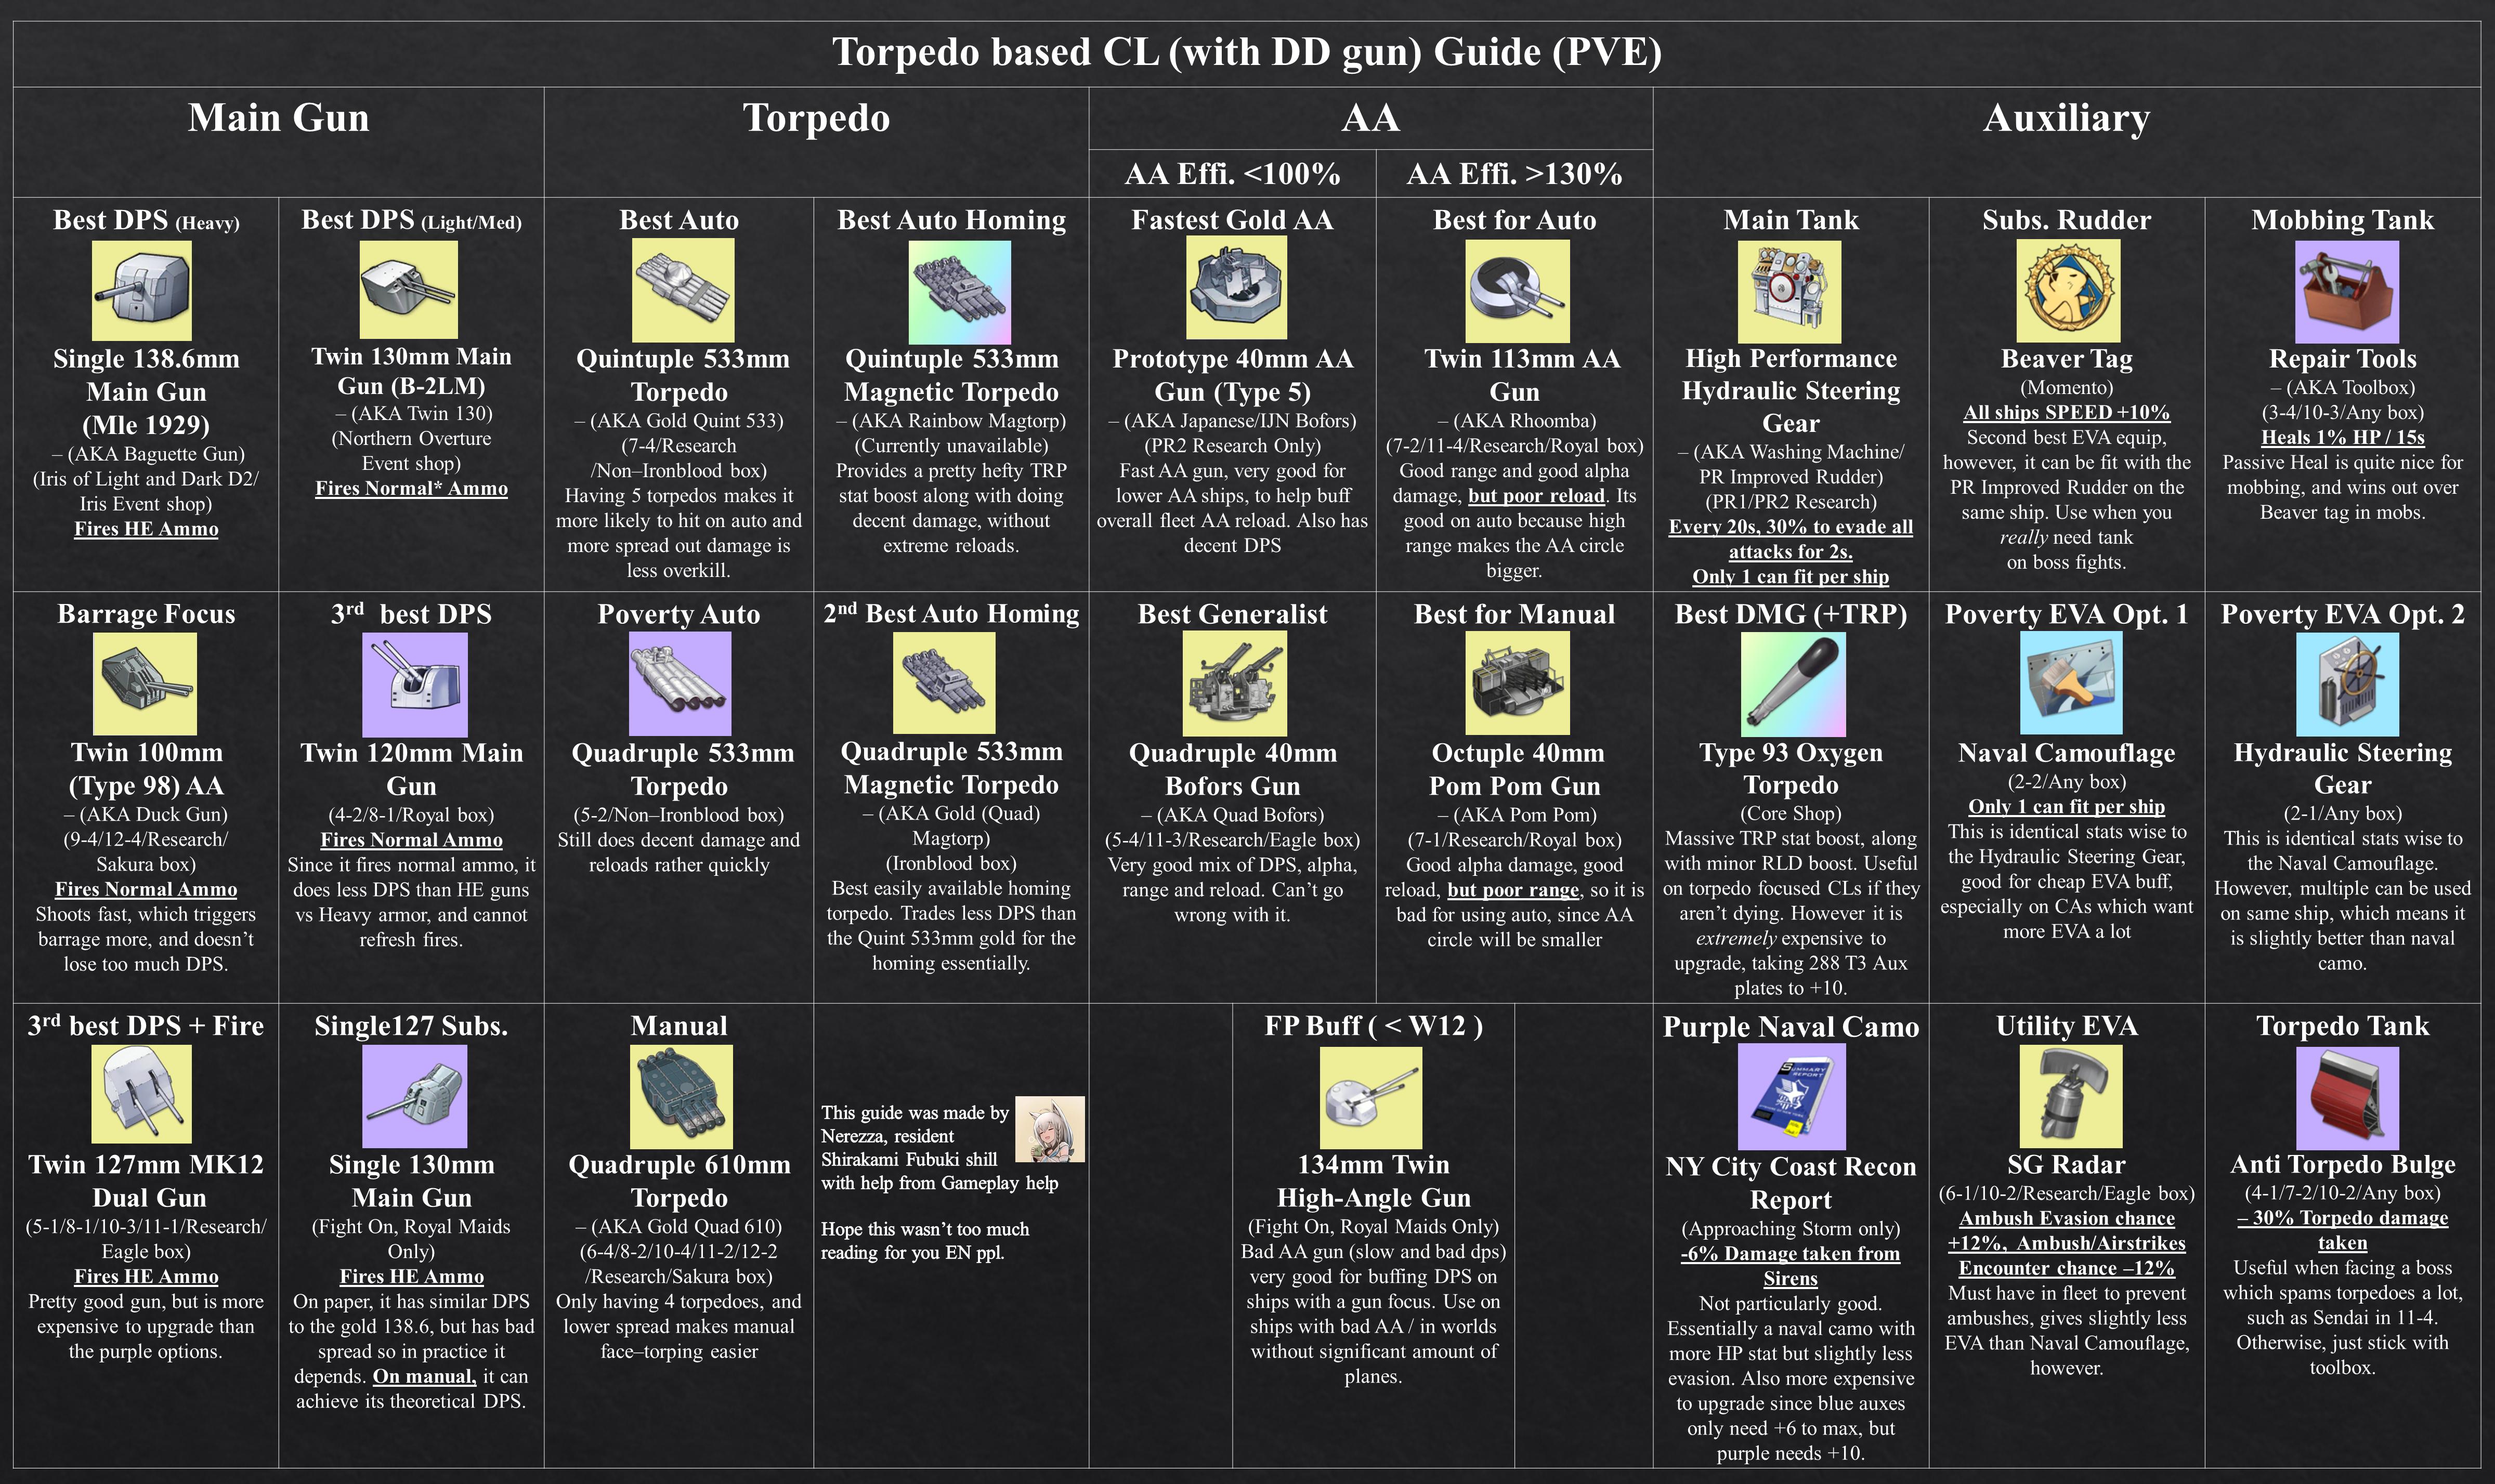 Torpedo based CL (with DD gun) Guide (PVE)
Main Gun
Torpedo
AA
Auxiliary
AA Effi. <100%
AA Effi. >130%
Best DPS (Heavy)
Single 138.6mm
Main Gun
(Mle 1929)
– (AKA Baguette Gun)
(Iris of Light and Dark D2/
Iris Event shop)
Fires HE Ammo
Best DPS (Light/Med)
Twin 130mm Main
Gun (B-2LM)
– (AKA Twin 130)
(Northern Overture
Event shop)
Fires Normal* Ammo
Best Auto
Quintuple 533mm
Torpedo
– (AKA Gold Quint 533)
(7-4/Research
/Non–Ironblood box)
Having 5 torpedos makes it
more likely to hit on auto and
more spread out damage is
less overkill.
Best Auto Homing
Quintuple 533mm
Magnetic Torpedo
– (AKA Rainbow Magtorp)
(Currently unavailable)
Provides a pretty hefty TRP
stat boost along with doing
decent damage, without
extreme reloads.
Fastest Gold AA
Prototype 40mm AA
Gun (Type 5)
– (AKA Japanese/IJN Bofors)
(PR2 Research Only)
Fast AA gun, very good for
lower AA ships, to help buff
overall fleet AA reload. Also has
decent DPS
Best for Auto
Twin 113mm AA
Gun
– (AKA Rhoomba)
(7-2/11-4/Research/Royal box)
Good range and good alpha
damage, but poor reload. Its
good on auto because high
range makes the AA circle
bigger.
Main Tank
High Performance
Hydraulic Steering
Gear
– (AKA Washing Machine/
PR Improved Rudder)
(PR1/PR2 Research)
Every 20s, 30% to evade all
attacks for 2s.
Only 1 can fit per ship
Subs. Rudder
Beaver Tag
(Momento)
All ships SPEED +10%
Second best EVA equip,
however, it can be fit with the
PR Improved Rudder on the
same ship. Use when you
really need tank
on boss fights.
Mobbing Tank
Repair Tools
– (AKA Toolbox)
(3-4/10-3/Any box)
Heals 1% HP / 15s
Passive Heal is quite nice for
mobbing, and wins out over
Beaver tag in mobs.
Barrage Focus
Twin 100mm
(Type 98) AA
– (AKA Duck Gun)
(9-4/12-4/Research/
Sakura box)
Fires Normal Ammo
Shoots fast, which triggers
barrage more, and doesn't
lose too much DPS.
3rd best DPS
Twin 120mm Main
Gun
(4-2/8-1/Royal box)
Fires Normal Ammo
Since it fires normal ammo, it
does less DPS than HE guns
vs Heavy armor, and cannot
refresh fires.
Poverty Auto
Quadruple 533mm
Torpedo
(5-2/Non–Ironblood box)
Still does decent damage and
reloads rather quickly
2nd Best Auto Homing
Quadruple 533mm
Magnetic Torpedo
– (AKA Gold (Quad)
Magtorp)
(Ironblood box)
Best easily available homing
torpedo. Trades less DPS than
the Quint 533mm gold for the
homing essentially.
Best Generalist
Quadruple 40mm
Bofors Gun
– (AKA Quad Bofors)
(5-4/11-3/Research/Eagle box)
Very good mix of DPS, alpha,
range and reload. Can't go
wrong with it.
Best for Manual
Octuple 40mm
Pom Pom Gun
– (AKA Pom Pom)
(7-1/Research/Royal box)
Good alpha damage, good
reload, but poor range, so it is
bad for using auto, since AA
circle will be smaller
Best DMG (+TRP)
Type 93 Oxygen
Torpedo
(Core Shop)
Massive TRP stat boost, along
with minor RLD boost. Useful
on torpedo focused CLs if they
aren't dying. However it is
extremely expensive to
upgrade, taking 288 T3 Aux
plates to +10.
Poverty EVA Opt. 1
Naval Camouflage
(2-2/Any box)
Only 1 can fit per ship
This is identical stats wise to
the Hydraulic Steering Gear,
good for cheap EVA buff,
especially on CAs which want
more EVA a lot
Poverty EVA Opt. 2
Hydraulic Steering
Gear
(2-1/Any box)
This is identical stats wise to
the Naval Camouflage.
However, multiple can be used
on same ship, which means it
is slightly better than naval
camo.
3rd best DPS + Fire
Twin 127mm MK12
Dual Gun
(5-1/8-1/10-3/11-1/Research/
Eagle box)
Fires HE Ammo
Pretty good gun, but is more
expensive to upgrade than
the purple options.
Single127 Subs.
Single 130mm
Main Gun
(Fight On, Royal Maids
Only)
Fires HE Ammo
On paper, it has similar DPS
to the gold 138.6, but has bad
spread so in practice it
depends. On manual, it can
achieve its theoretical DPS.
Manual
Quadruple 610mm
Torpedo
– (AKA Gold Quad 610)
(6-4/8-2/10-4/11-2/12-2
/Research/Sakura box)
Only having 4 torpedoes, and
lower spread makes manual
face–torping easier
This guide was made by
Nerezza, resident
Shirakami Fubuki shill
with help from Gameplay help
Hope this wasn't too much
reading for you EN ppl.
FP Buff ( < W12 )
134mm Twin
High-Angle Gun
(Fight On, Royal Maids Only)
Bad AA gun (slow and bad dps)
very good for buffing DPS on
ships with a gun focus. Use on
ships with bad AA / in worlds
without significant amount of
planes.
Purple Naval Camo
SUMMARY
REPORT
NY City Coast Recon
Report
(Approaching Storm only)
-6% Damage taken from
Sirens
Not particularly good.
Essentially a naval camo with
more HP stat but slightly less
evasion. Also more expensive
to upgrade since blue auxes
only need +6 to max, but
purple needs +10.
Utility EVA
SG Radar
(6-1/10-2/Research/Eagle box)
Ambush Evasion chance
+12%, Ambush/Airstrikes
Encounter chance –12%
Must have in fleet to prevent
ambushes, gives slightly less
EVA than Naval Camouflage,
however.
Torpedo Tank
Anti Torpedo Bulge
(4-1/7-2/10-2/Any box)
– 30% Torpedo damage
taken
Useful when facing a boss
which spams torpedoes a lot,
such as Sendai in 11-4.
Otherwise, just stick with
toolbox.